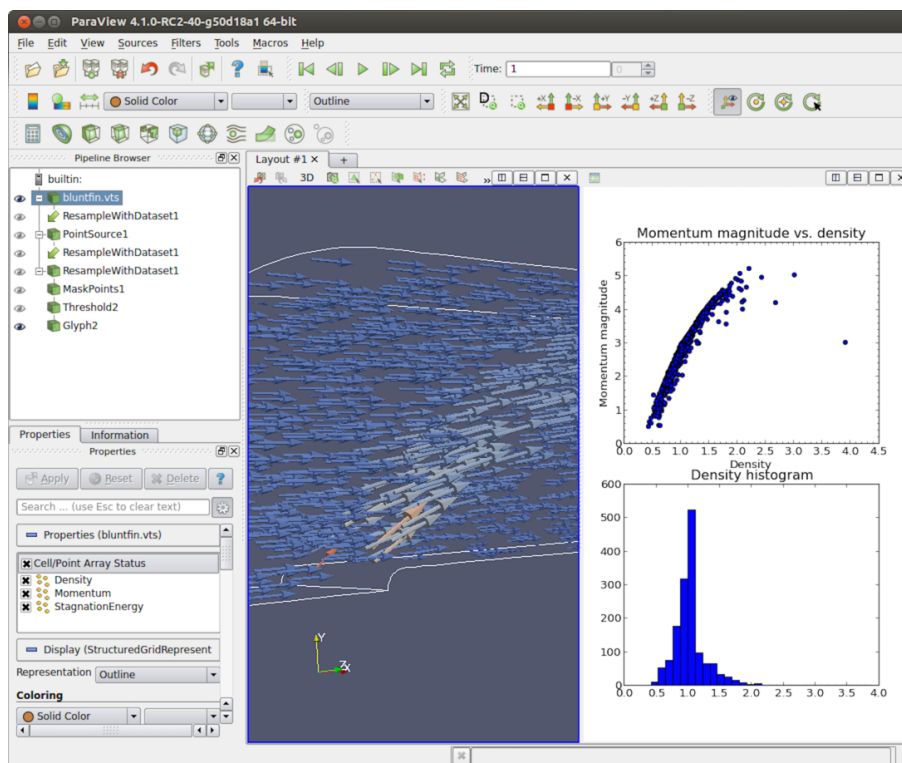 ParaView 4.1.0-RC2-40-g50d18a1 64-bit
File Edit View Sources Filters Tools Macros Help
Time: 1 0
Solid Color Outline
+X -X +Y -Y +Z -Z
Pipeline Browser
builtin:
bluntfin.vts
ResampleWithDataset1
PointSource1
ResampleWithDataset1
ResampleWithDataset1
MaskPoints1
Threshold2
Glyph2
Properties Information
Properties
Apply Reset Delete ?
Search ... (use Esc to clear text)
Properties (bluntfin.vts)
Cell/Point Array Status
Density
Momentum
StagnationEnergy
Display (StructuredGridRepresent
Representation Outline
Coloring
Solid Color
Layout #1 × +
3D »
Y
Z
X
Momentum magnitude vs. density
Momentum magnitude
6
5
4
3
2
1
0
0.0 0.5 1.0 1.5 2.0 2.5 3.0 3.5 4.0 4.5
Density
Density histogram
600
500
400
300
200
100
0
0.0 0.5 1.0 1.5 2.0 2.5 3.0 3.5 4.0